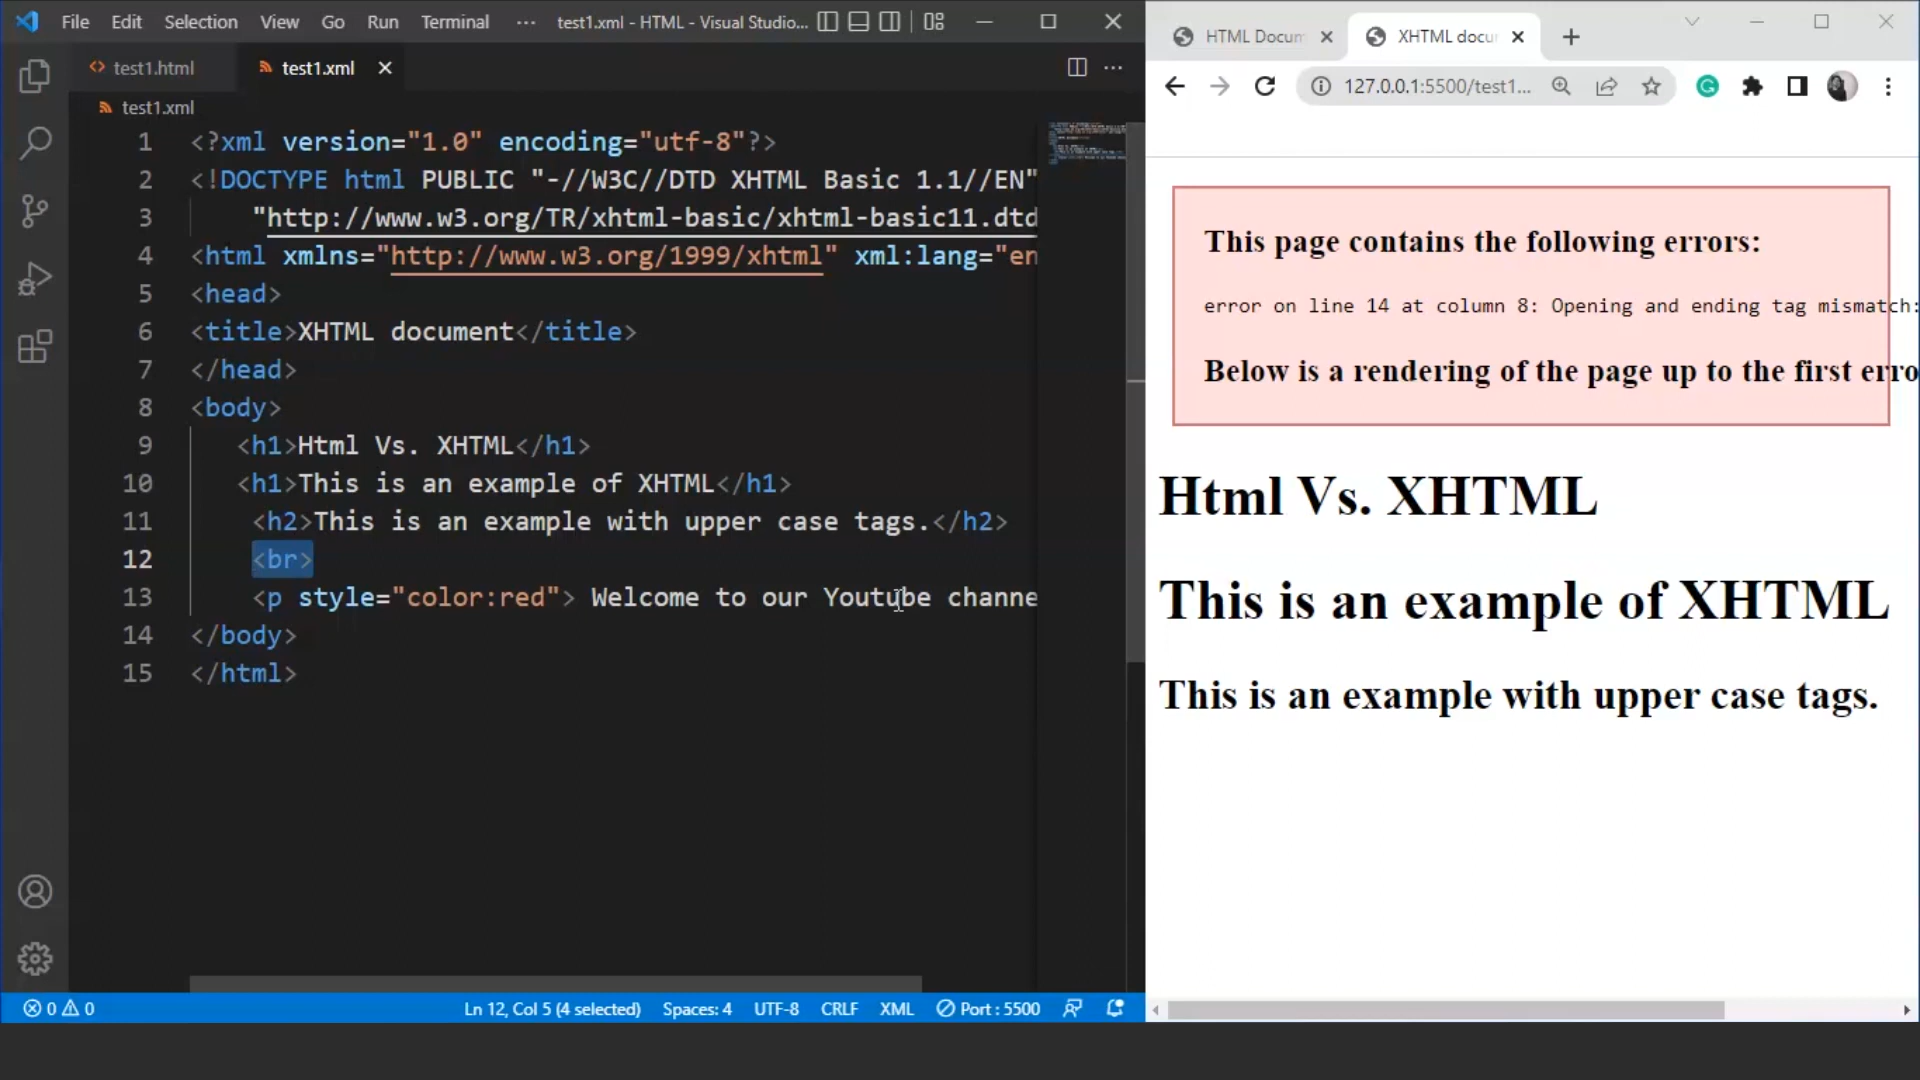 File Edit Selection View Go Run Terminal ··· test1.xml - HTML - Visual Studio...
test1.html test1.xml
test1.xml
1 <?xml version="1.0" encoding="utf-8"?>
2 <!DOCTYPE html PUBLIC "-//W3C//DTD XHTML Basic 1.1//EN"
3 "http://www.w3.org/TR/xhtml-basic/xhtml-basic11.dtd
4 <html xmlns="http://www.w3.org/1999/xhtml" xml:lang="en
5 <head>
6 <title>XHTML document</title>
7 </head>
8 <body>
9 <h1>Html Vs. XHTML</h1>
10 <h1>This is an example of XHTML</h1>
11 <h2>This is an example with upper case tags.</h2>
12 <br>
13 <p style="color:red"> Welcome to our Youtube channe
14 </body>
15 </html>
0 0 Ln 12, Col 5 (4 selected) Spaces: 4 UTF-8 CRLF XML Port : 5500
HTML Docum XHTML docu
127.0.0.1:5500/test1...
This page contains the following errors:
error on line 14 at column 8: Opening and ending tag mismatch:
Below is a rendering of the page up to the first erro
Html Vs. XHTML
This is an example of XHTML
This is an example with upper case tags.